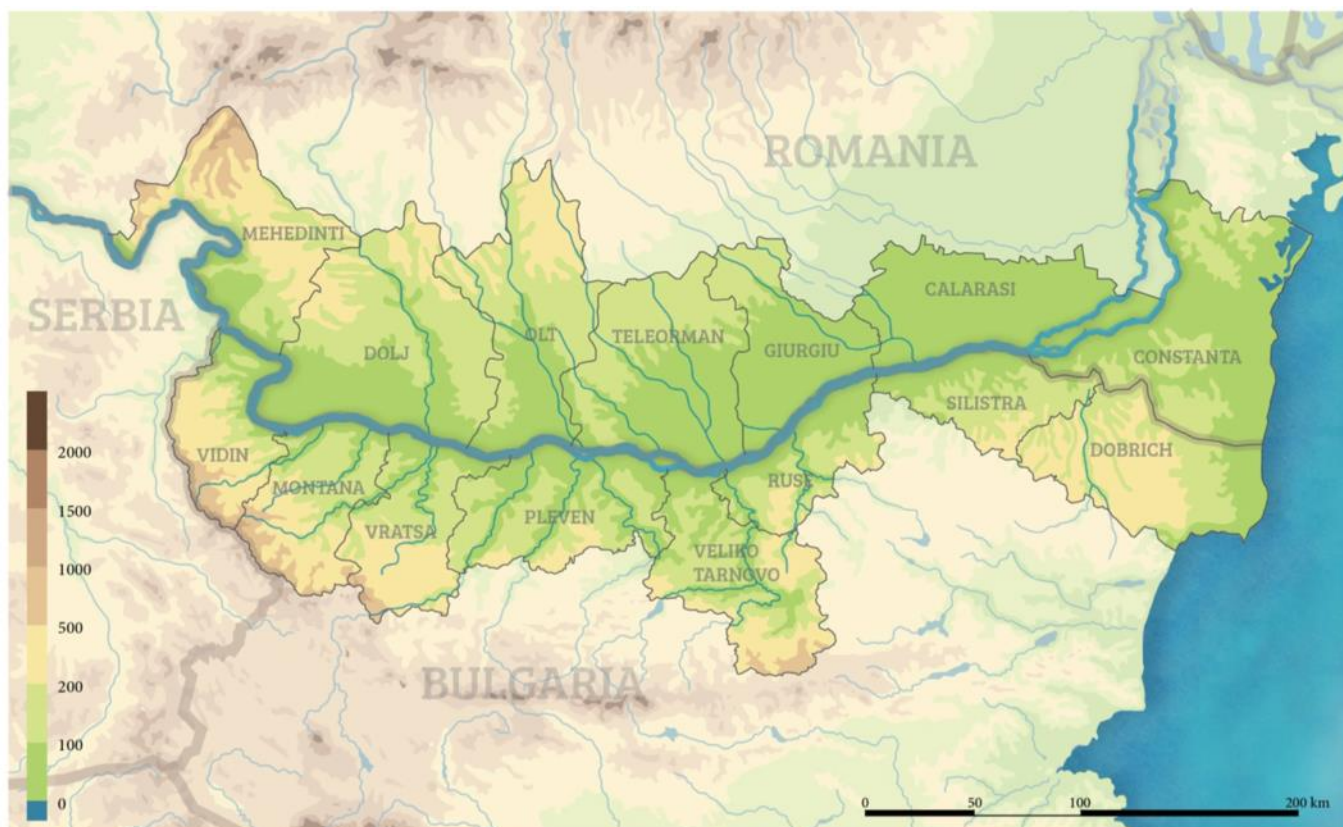 ROMANIA
MEHEDINTI
CALARASI
SERBIA
DOLJ
OLT
TELEORMAN
GIURGIU
CONSTANTA
SILISTRA
VIDIN
DOBRICH
MONTANA
RUSE
VRATSA
PLEVEN
VELIKO
TARNOVO
BULGARIA
2000
1500
1000
500
200
100
0
0 50 100 200 km